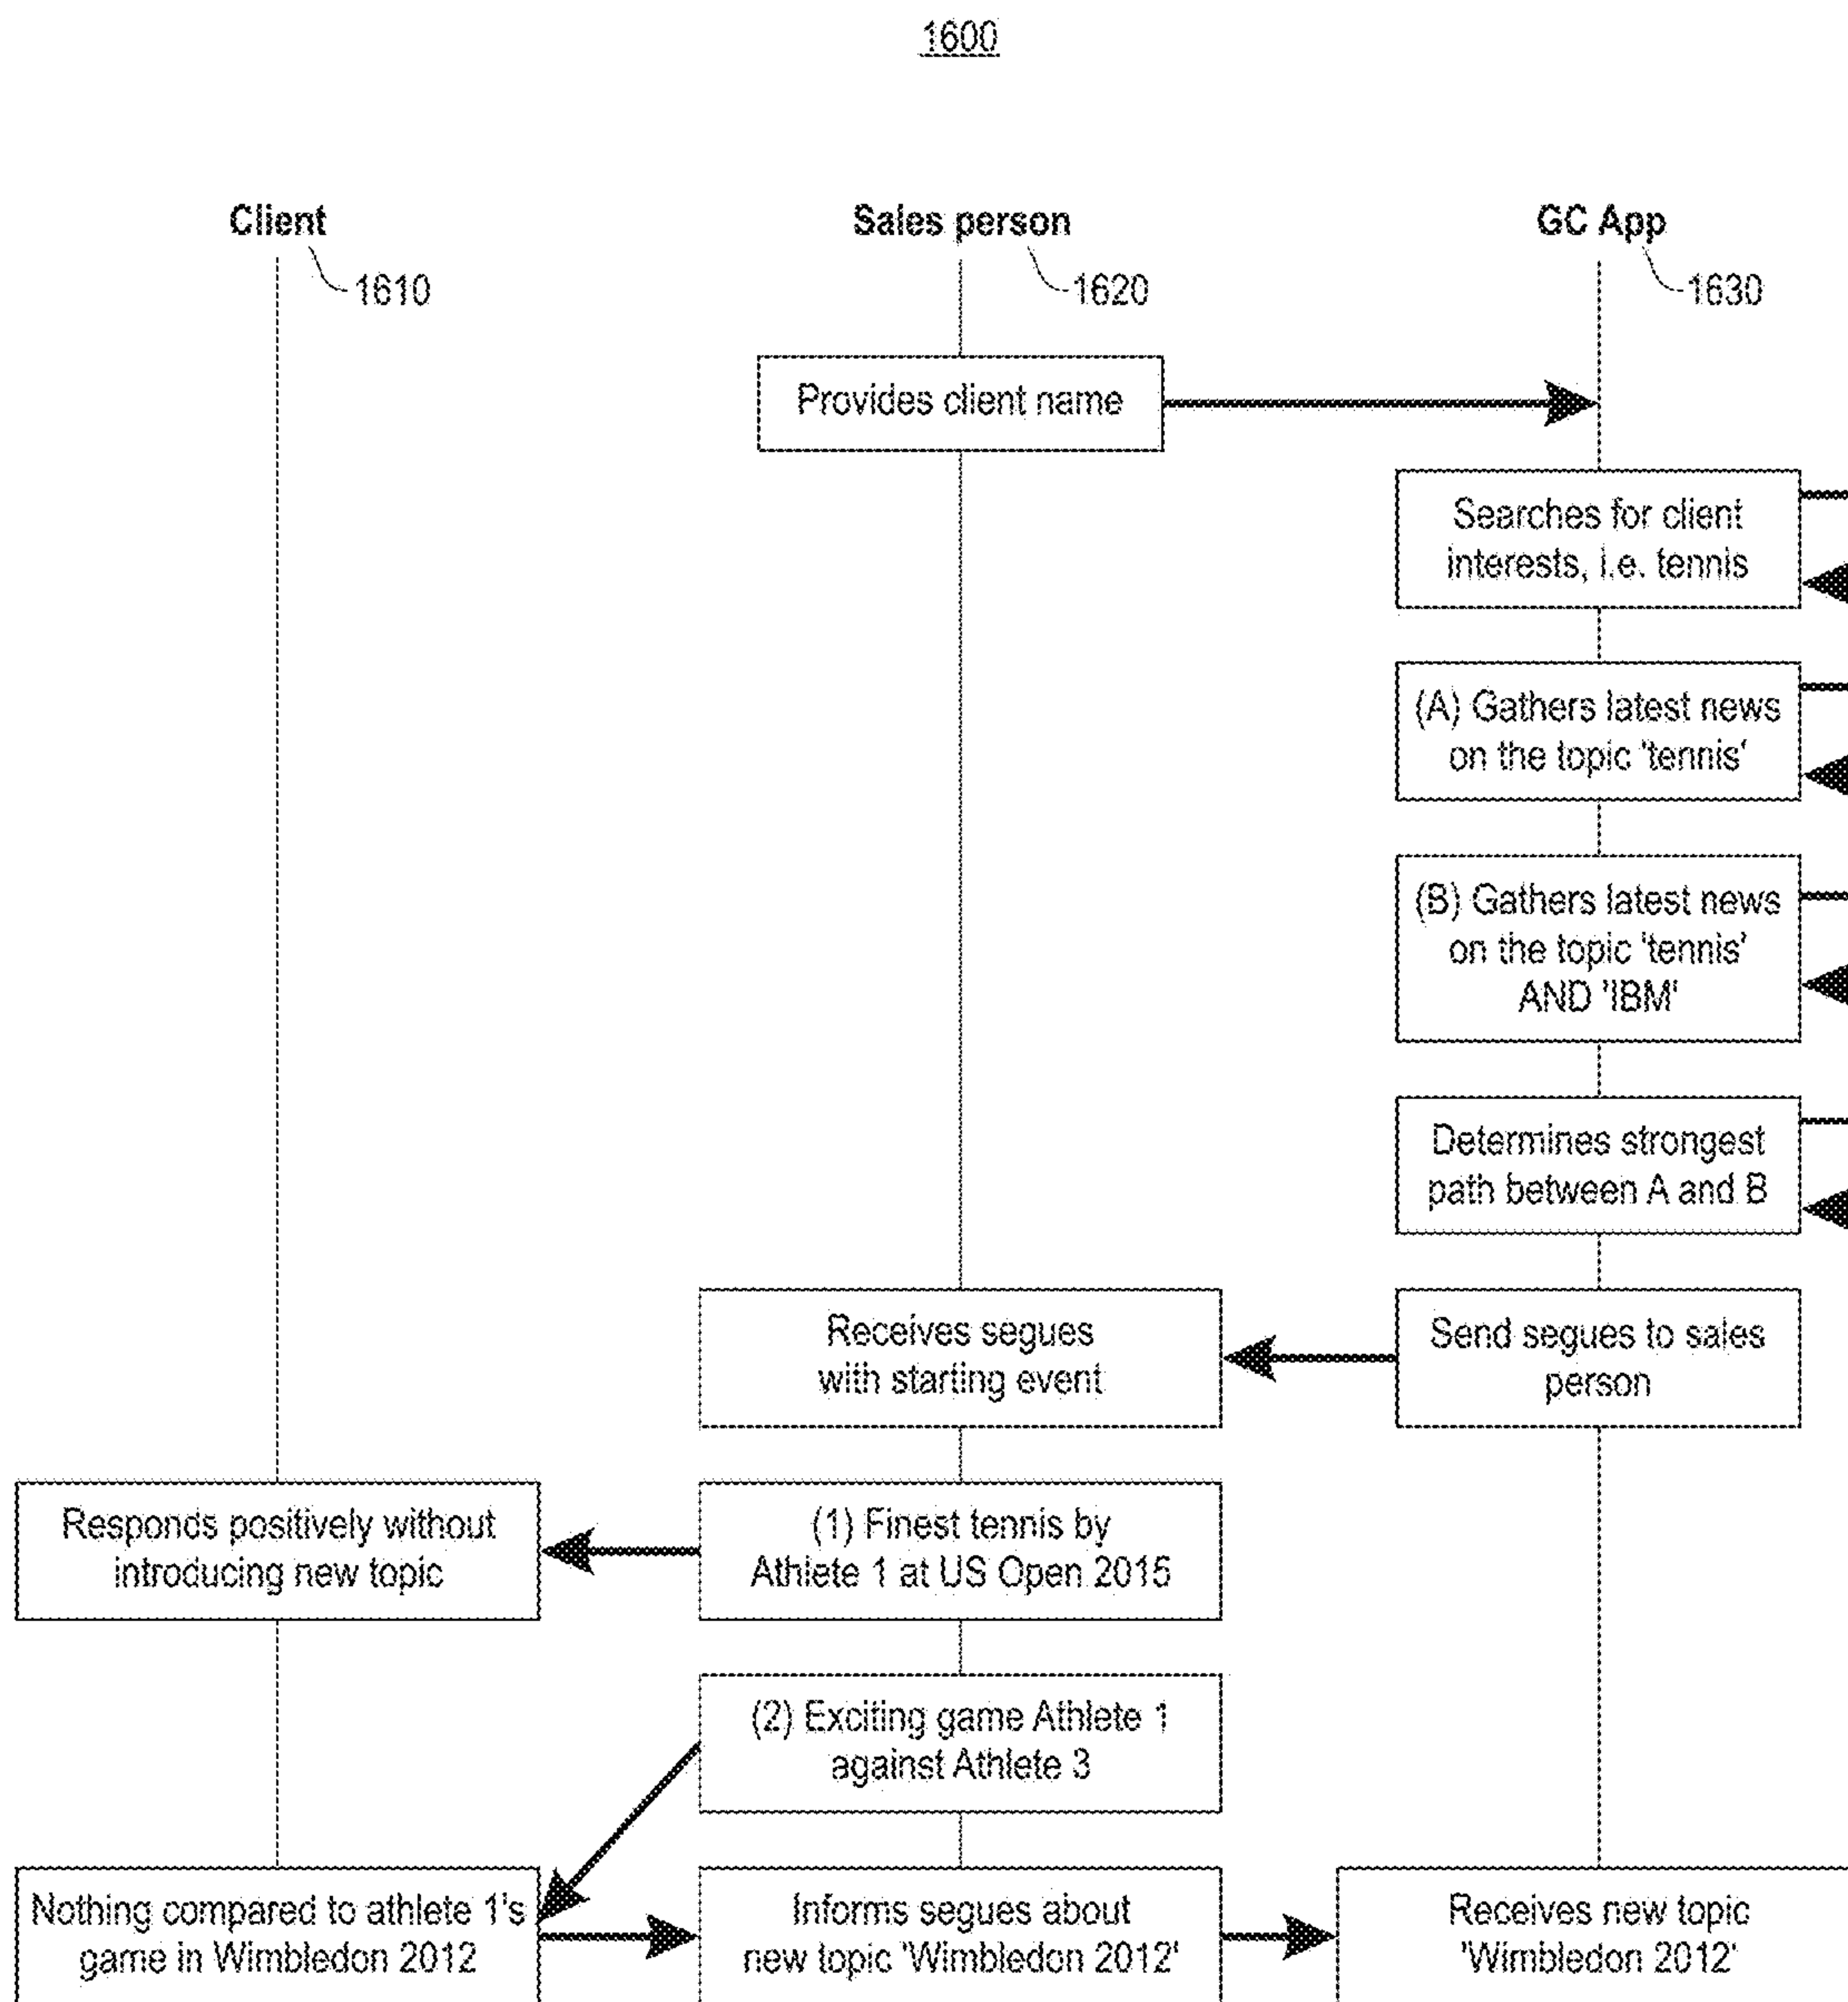 1600
Client
Sales person
GC App
1610
1620
1630
Provides client name
Searches for client
interests, i.e. tennis
(A) Gathers latest news
on the topic 'tennis'
(B) Gathers latest news
on the topic 'tennis'
AND 'IBM'
Determines strongest
path between A and B
Receives segues
with starting event
Send segues to sales
person
Responds positively without
introducing new topic
(1) Finest tennis by
Athlete 1 at US Open 2015
(2) Exciting game Athlete 1
against Athlete 3
Nothing compared to athlete 1's
game in Wimbledon 2012
Informs segues about
new topic 'Wimbledon 2012'
Receives new topic
'Wimbledon 2012'